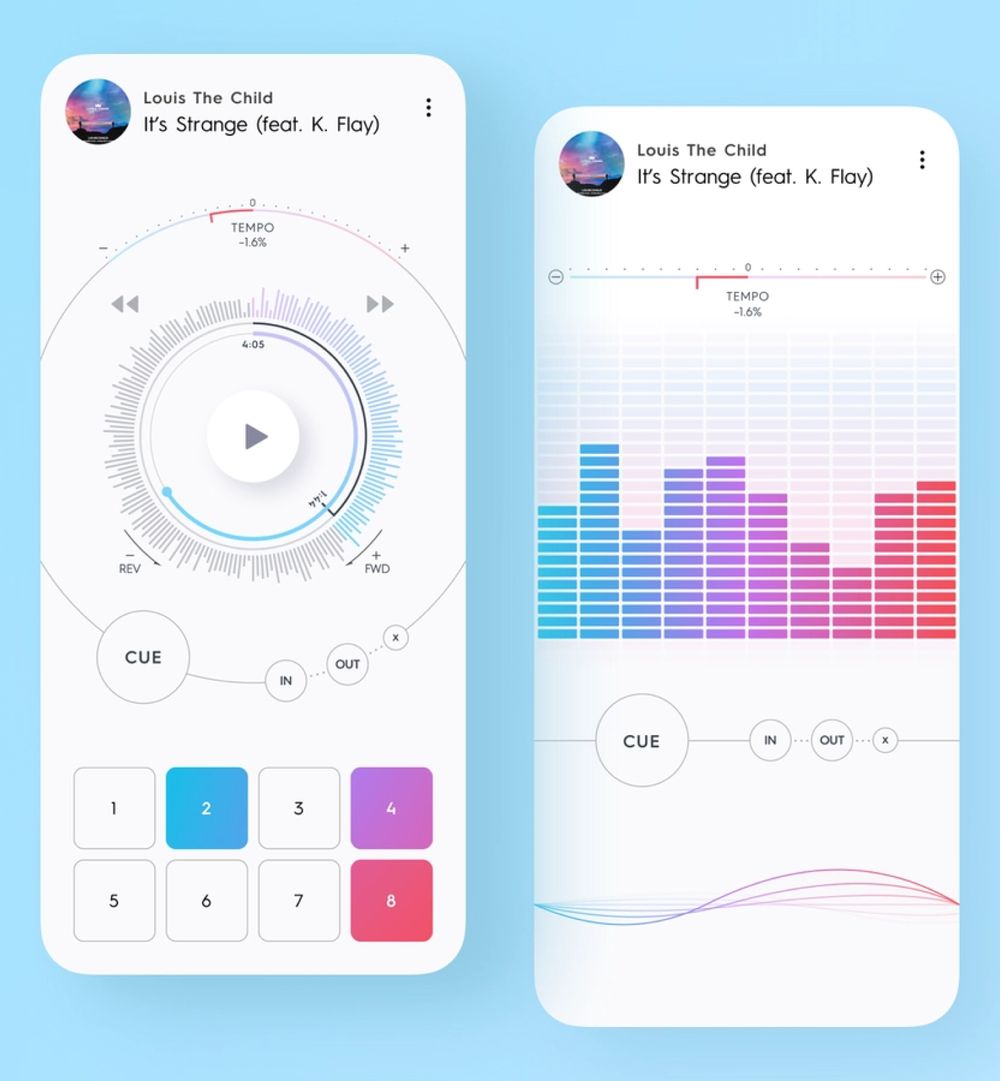 Louis The Child
It's Strange (feat. K. Flay)
0
TEMPO
-1.6%
− +
4:05
1:44
− +
REV FWD
CUE IN OUT X
1 2 3 4
5 6 7 8
Louis The Child
It's Strange (feat. K. Flay)
0
− +
TEMPO
-1.6%
CUE IN OUT X